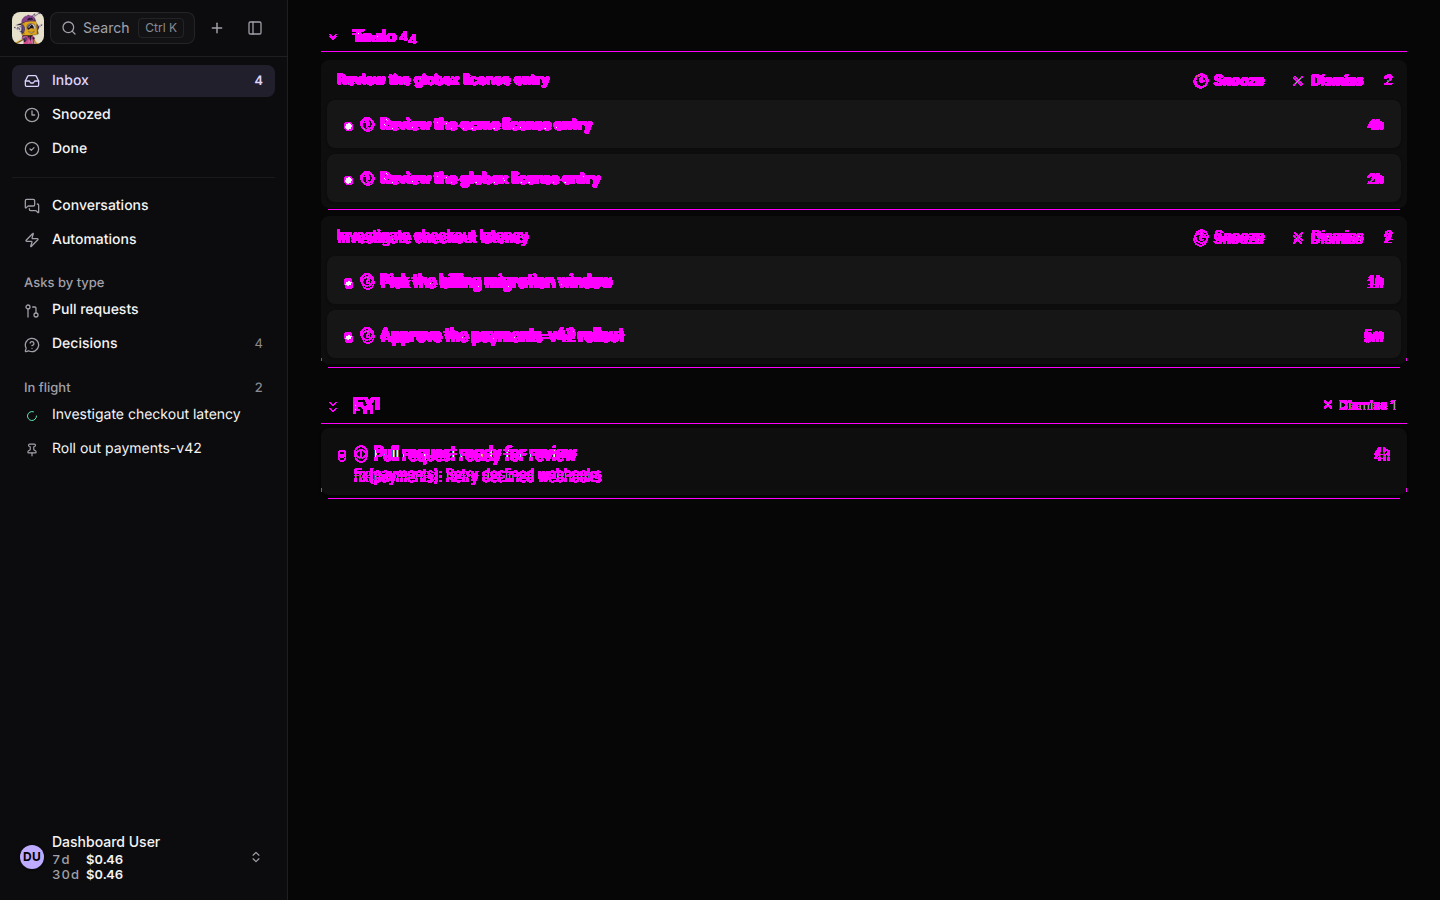 Search Ctrl K
Inbox 4
Snoozed
Done
Conversations
Automations
Asks by type
Pull requests
Decisions 4
In flight 2
Investigate checkout latency
Roll out payments-v42
DU Dashboard User
7d $0.46
30d $0.46
4
Review the globex license entry Snooze Dismiss 2
Review the acme license entry
Review the globex license entry 2h
Investigate checkout latency Snooze Dismiss 2
Pick the billing migration window 1h
Approve the payments-v42 rollout 5m
FYI Dismiss 1
Pull request ready for review 4h
fix(payments): Retry declined webhooks